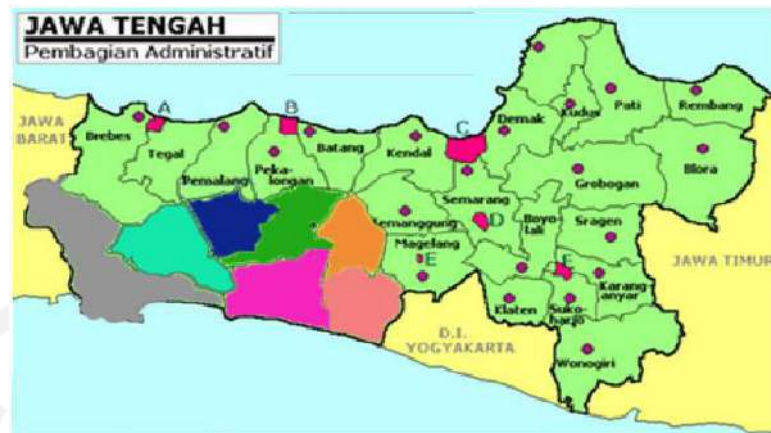 JAWA TENGAH
Pembagian Administratif
JAWA
BARAT
A
B
C
D
E
F
Brebes
Tegal
Pemalang
Peka-
longan
Batang
Kendal
Demak
Kudus
Pati
Rembang
Blora
Grobogan
Semarang
Temanggung
Magelang
Boyo-
lali
Sragen
Karang
anyar
Klaten
Suko-
harjo
Wonogiri
D.I.
YOGYAKARTA
JAWA TIMUR